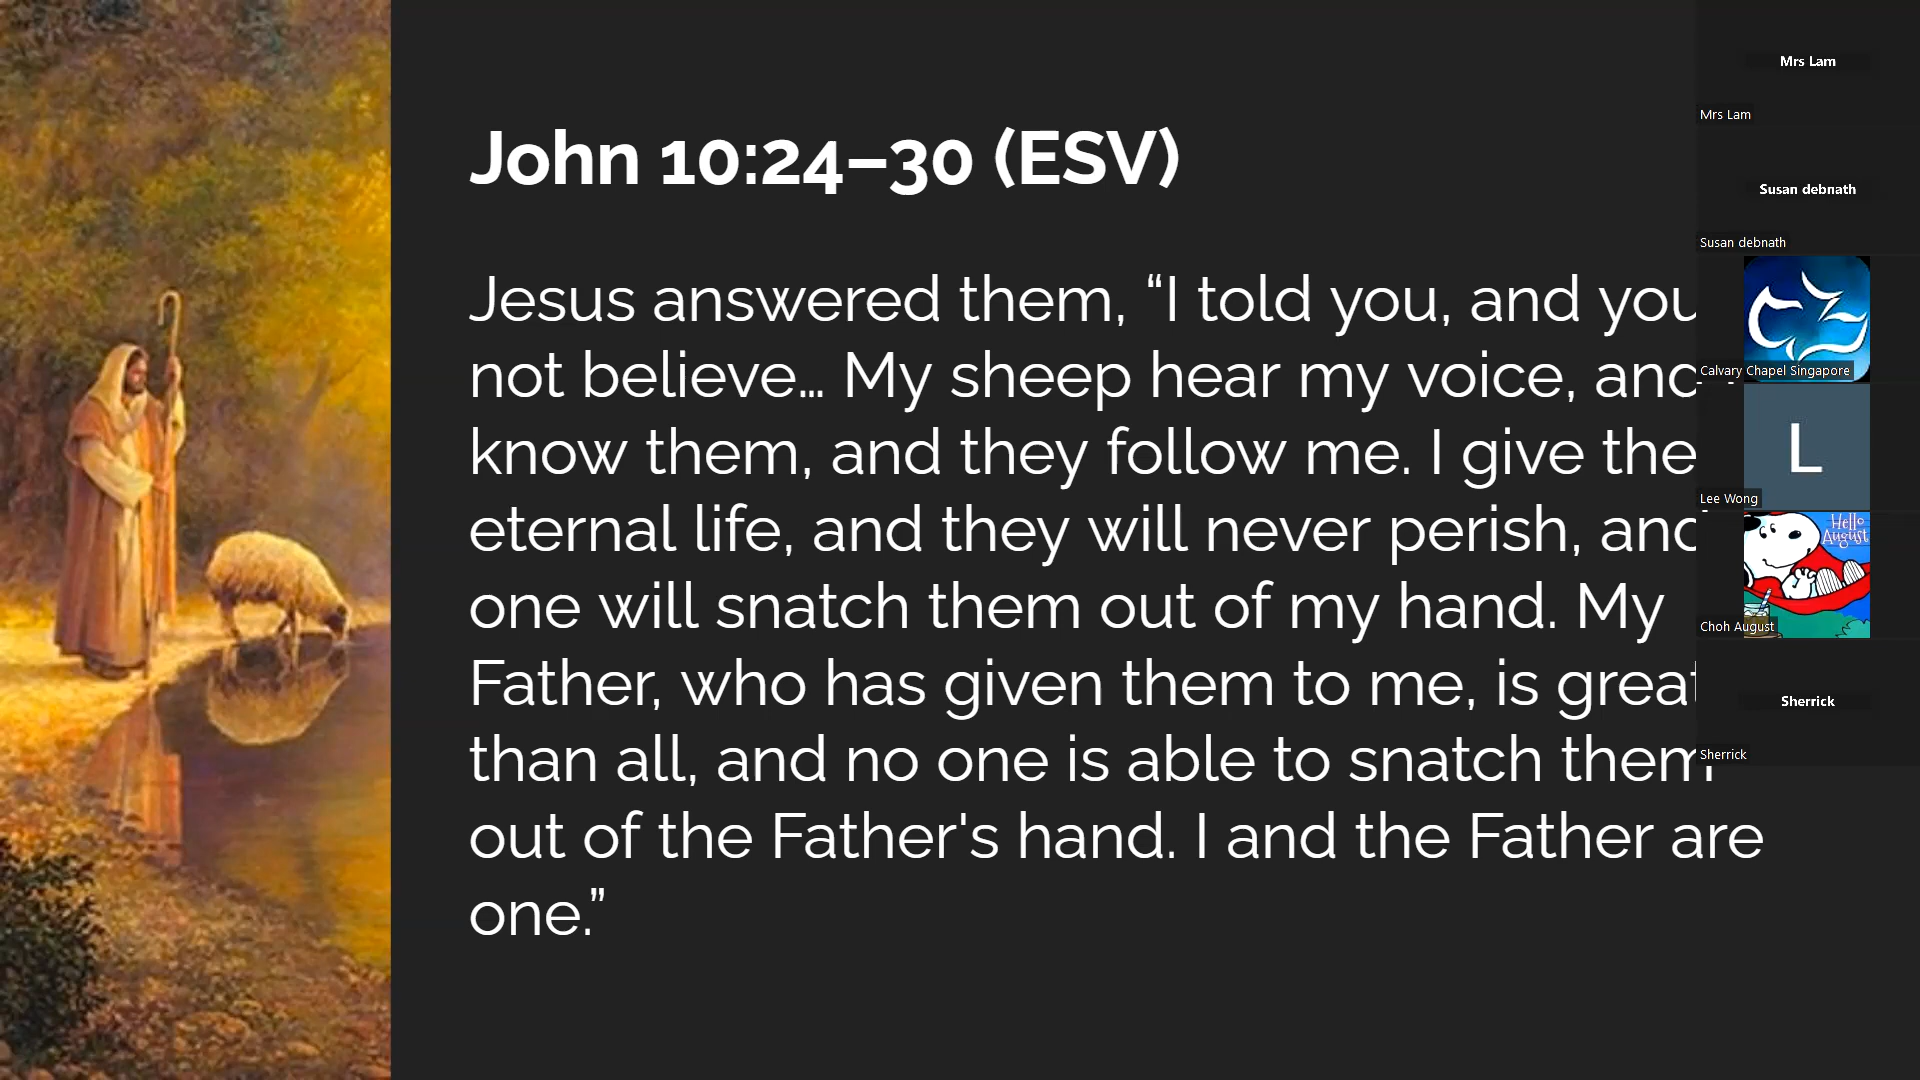 John 10:24–30 (ESV)
Jesus answered them, “I told you, and you
not believe… My sheep hear my voice, and
know them, and they follow me. I give the
eternal life, and they will never perish, and
one will snatch them out of my hand. My
Father, who has given them to me, is great
than all, and no one is able to snatch them
out of the Father's hand. I and the Father are
one.”
Mrs Lam
Mrs Lam
Susan debnath
Susan debnath
Calvary Chapel Singapore
L
Lee Wong
Hello
August
Choh August
Sherrick
Sherrick